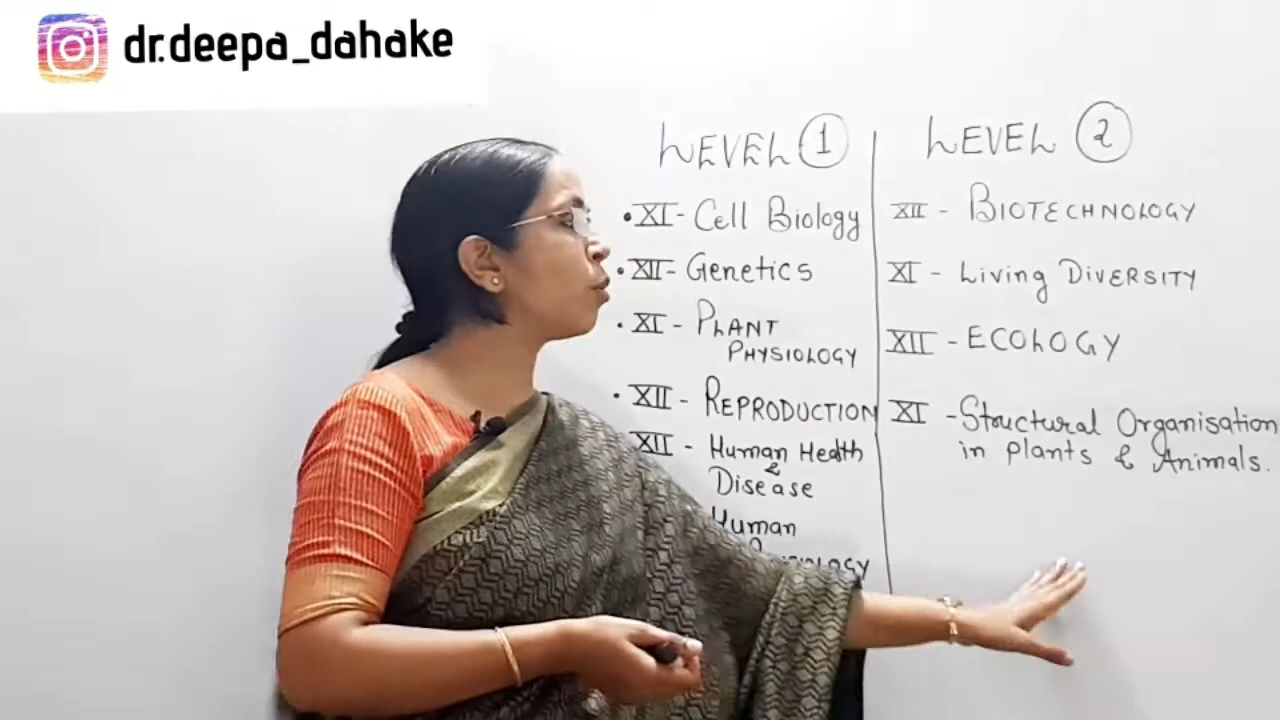 dr.deepa_dahake
LEVEL 1
• XI - Cell Biology
• XII - Genetics
• XI - PLANT
PHYSIOLOGY
• XII - REPRODUCTION
XII - Human Health
&
Disease
Human
LEVEL 2
XII - BIOTECHNOLOGY
XI - Living DIVERSITY
XII - ECOLOGY
XI - Structural Organisation
in plants & Animals.